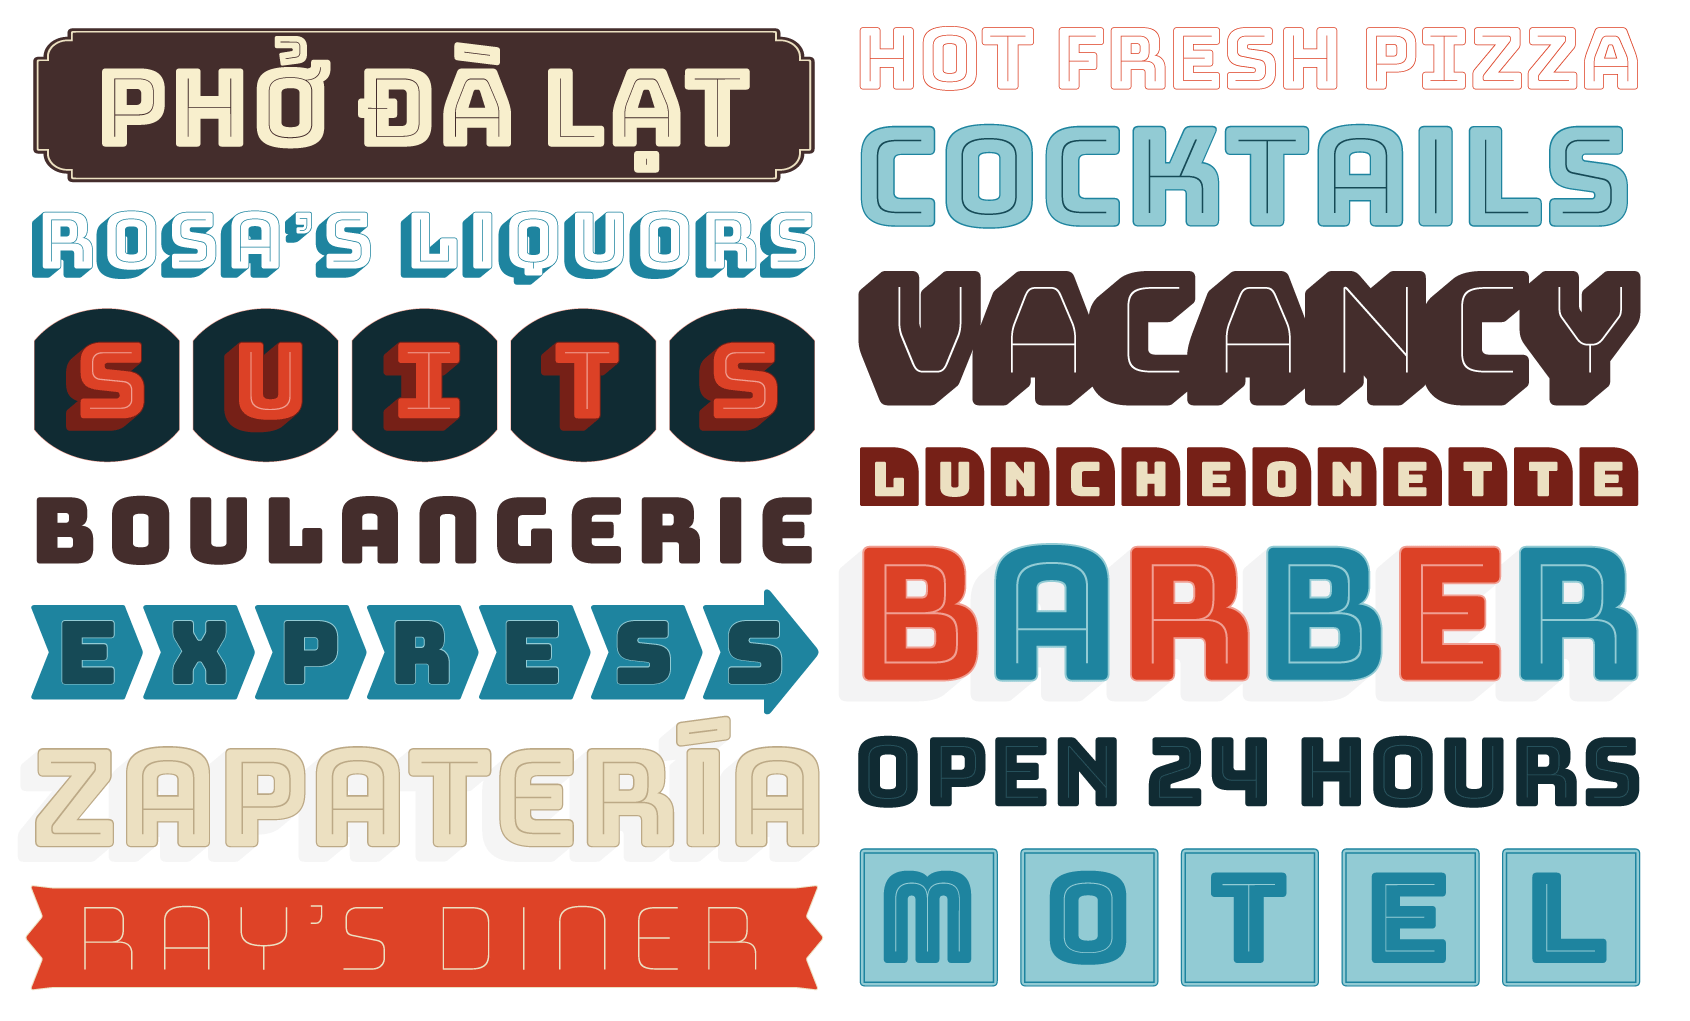 PHỞ ĐÀ LẠT
ROSA’S LIQUORS
SUITS
BOULANGERIE
EXPRESS
ZAPATERÍA
RAY’S DINER
HOT FRESH PIZZA
COCKTAILS
VACANCY
LUNCHEONETTE
BARBER
OPEN 24 HOURS
MOTEL